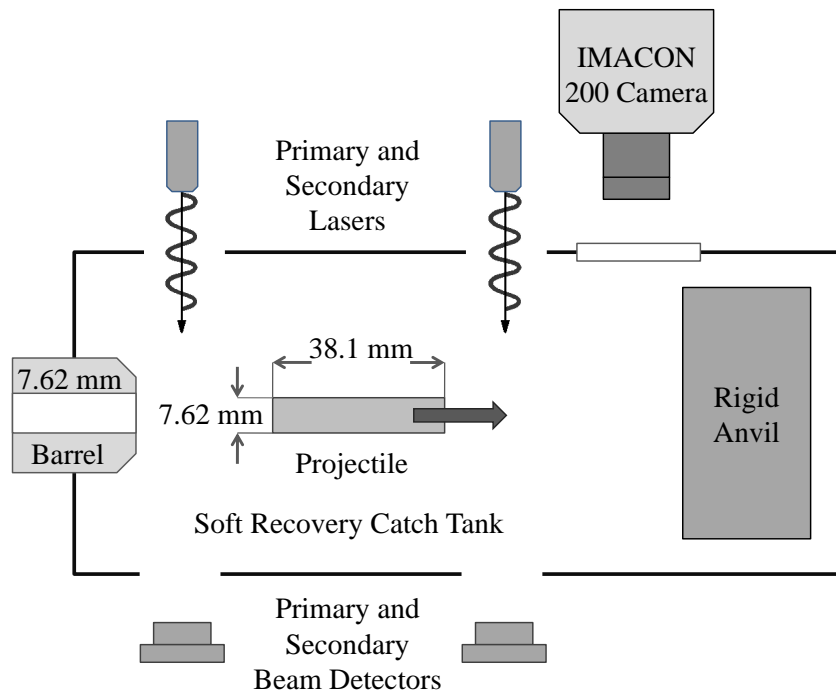 IMACON
200 Camera
Primary and
Secondary
Lasers
38.1 mm
7.62 mm
7.62 mm
Barrel
Projectile
Rigid
Anvil
Soft Recovery Catch Tank
Primary and
Secondary
Beam Detectors